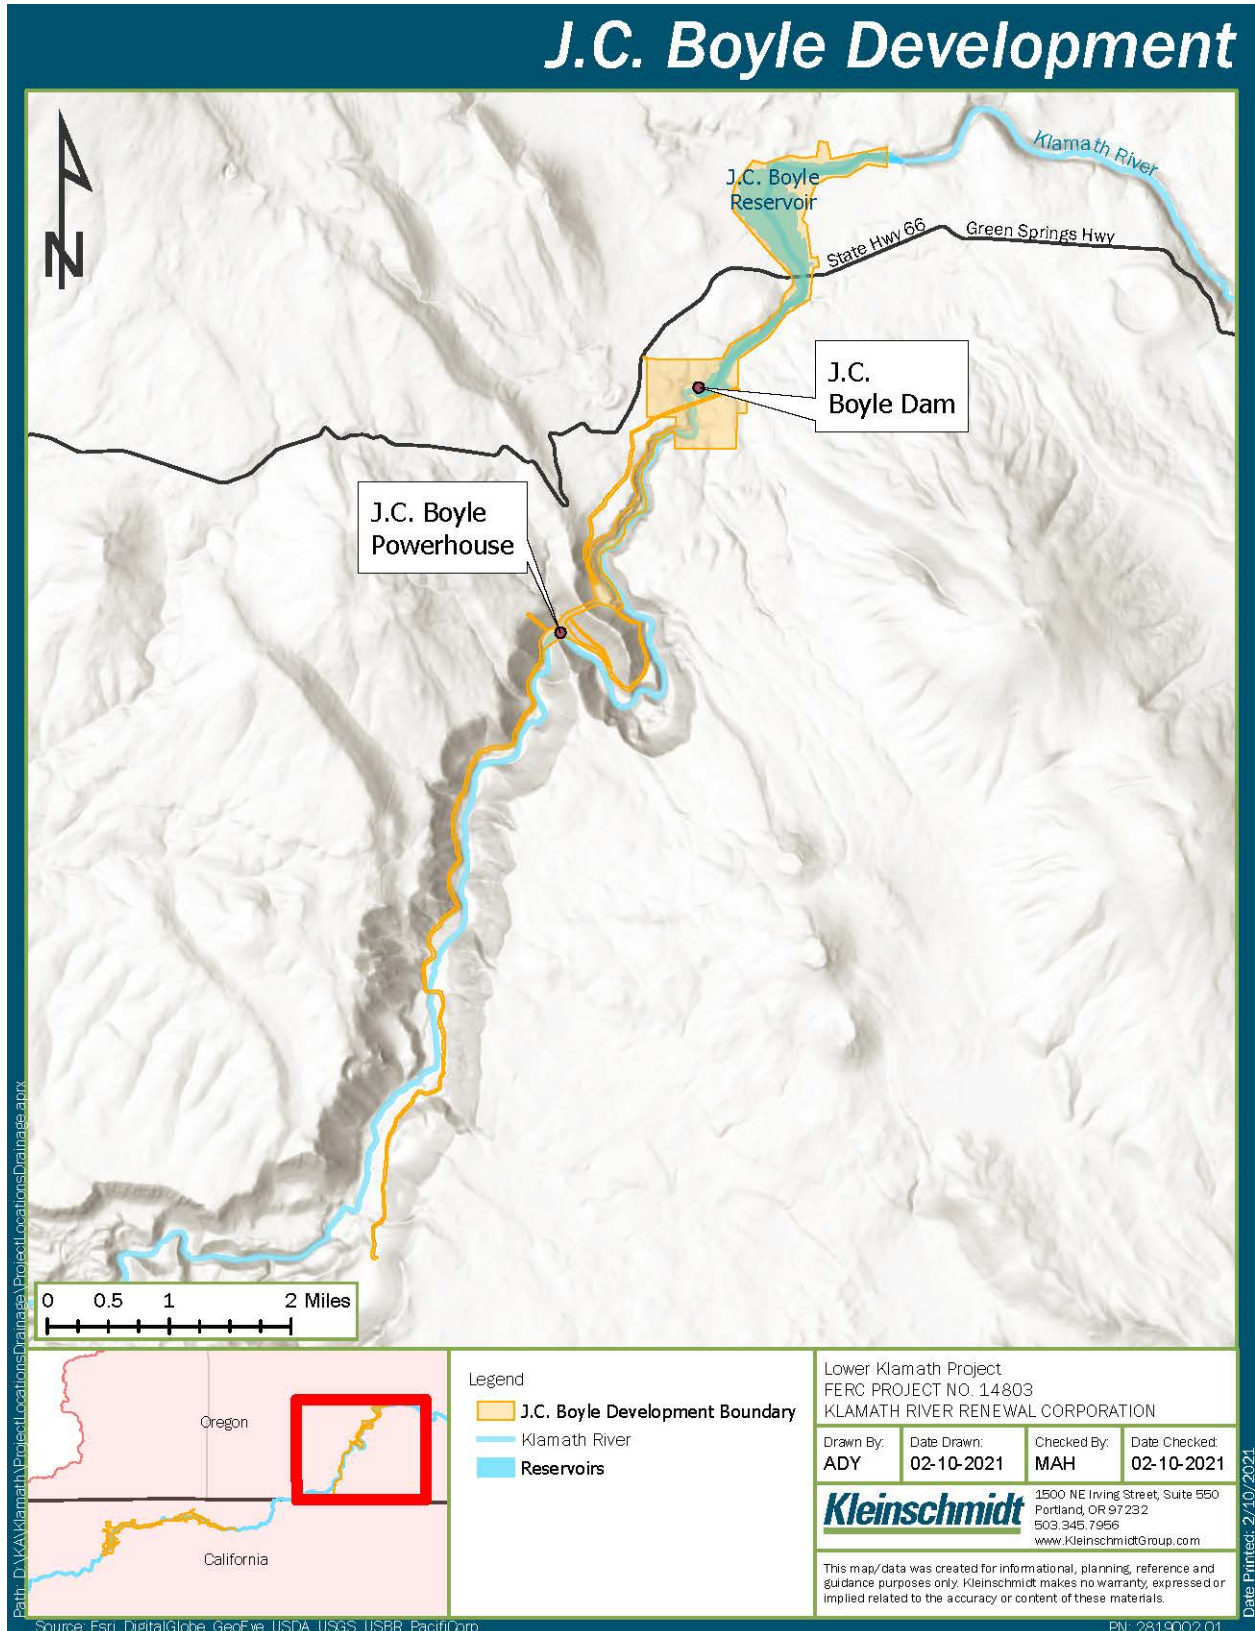 J.C. Boyle Development
N
Klamath River
J.C. Boyle
Reservoir
State Hwy 66
Green Springs Hwy
J.C.
Boyle Dam
J.C. Boyle
Powerhouse
0 0.5 1 2 Miles
Oregon
California
Legend
J.C. Boyle Development Boundary
Klamath River
Reservoirs
Lower Klamath Project
FERC PROJECT NO. 14803
KLAMATH RIVER RENEWAL CORPORATION
Drawn By:
ADY
Date Drawn:
02-10-2021
Checked By:
MAH
Date Checked:
02-10-2021
Kleinschmidt
1500 NE Irving Street, Suite 550
Portland, OR 97232
503.345.7956
www.KleinschmidtGroup.com
This map/data was created for informational, planning, reference and
guidance purposes only. Kleinschmidt makes no warranty, expressed or
implied related to the accuracy or content of these materials.
Path: D:\KA\Klamath\ProjectLocationsDrainage\ProjectLocationsDrainage.aprx
Date Printed: 2/10/2021
Source: Esri, DigitalGlobe, GeoEye, USDA, USGS, USBR, PacifiCorp
PN: 2819002.01